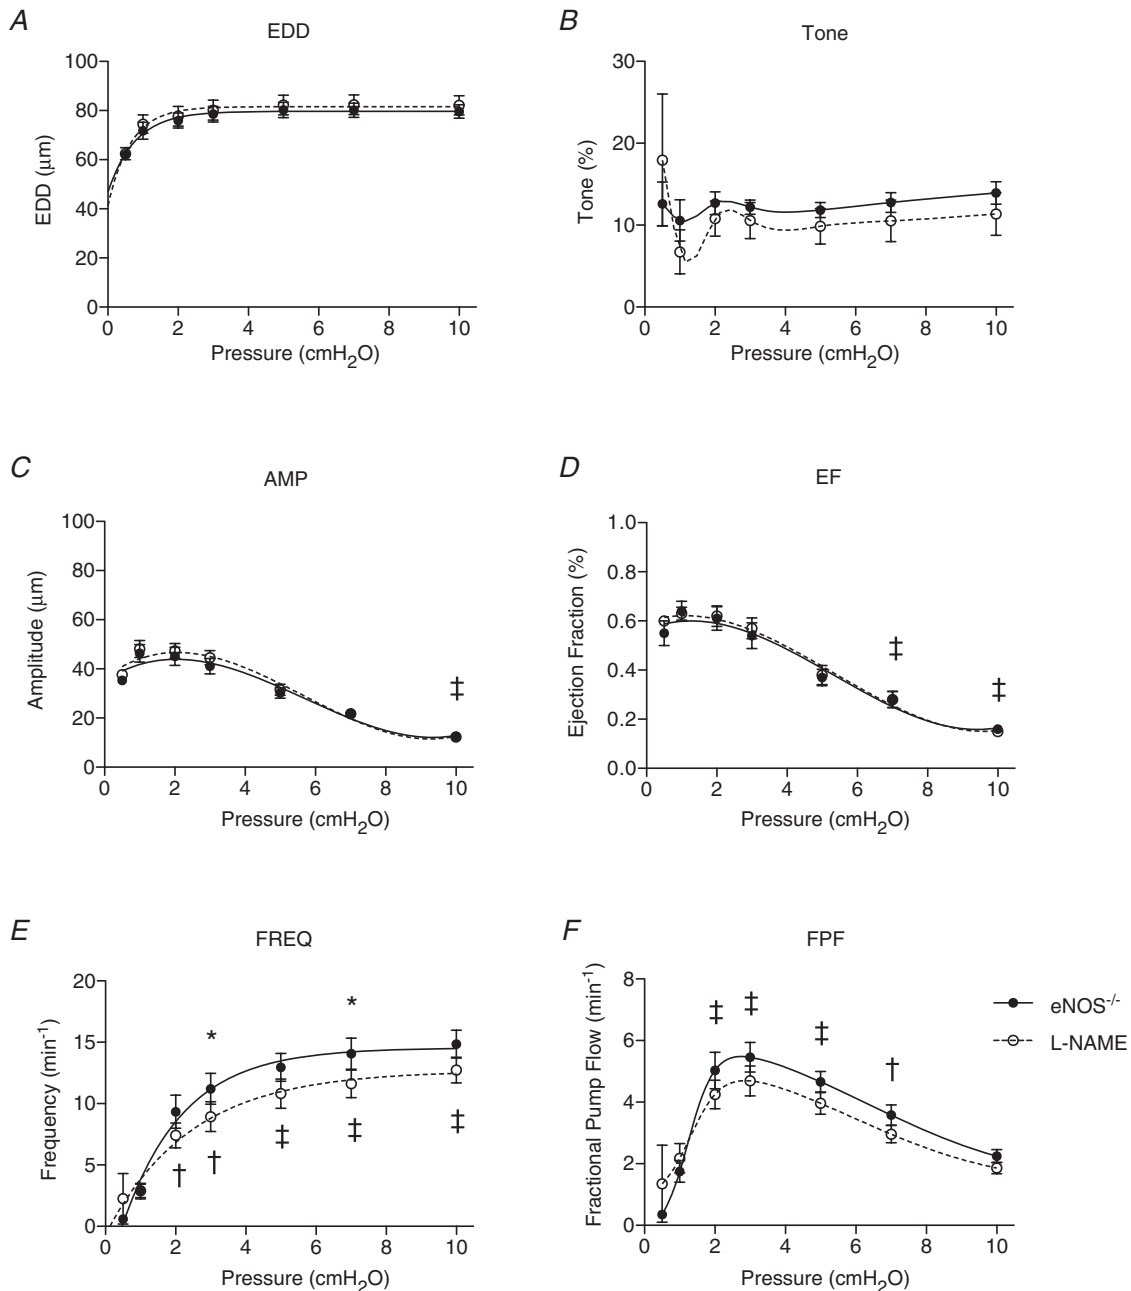 A
EDD
100
80
60
40
20
0
EDD (μm)
0 2 4 6 8 10
Pressure (cmH2O)
B
Tone
30
20
10
0
Tone (%)
0 2 4 6 8 10
Pressure (cmH2O)
C
AMP
100
80
60
40
20
0
Amplitude (μm)
‡
0 2 4 6 8 10
Pressure (cmH2O)
D
EF
1.0
0.8
0.6
0.4
0.2
0.0
Ejection Fraction (%)
‡
‡
0 2 4 6 8 10
Pressure (cmH2O)
E
FREQ
20
15
10
5
0
Frequency (min-1)
* *
† † ‡ ‡ ‡
0 2 4 6 8 10
Pressure (cmH2O)
F
FPF
8
6
4
2
0
Fractional Pump Flow (min-1)
‡ ‡ ‡ †
0 2 4 6 8 10
Pressure (cmH2O)
eNOS-/-
L-NAME